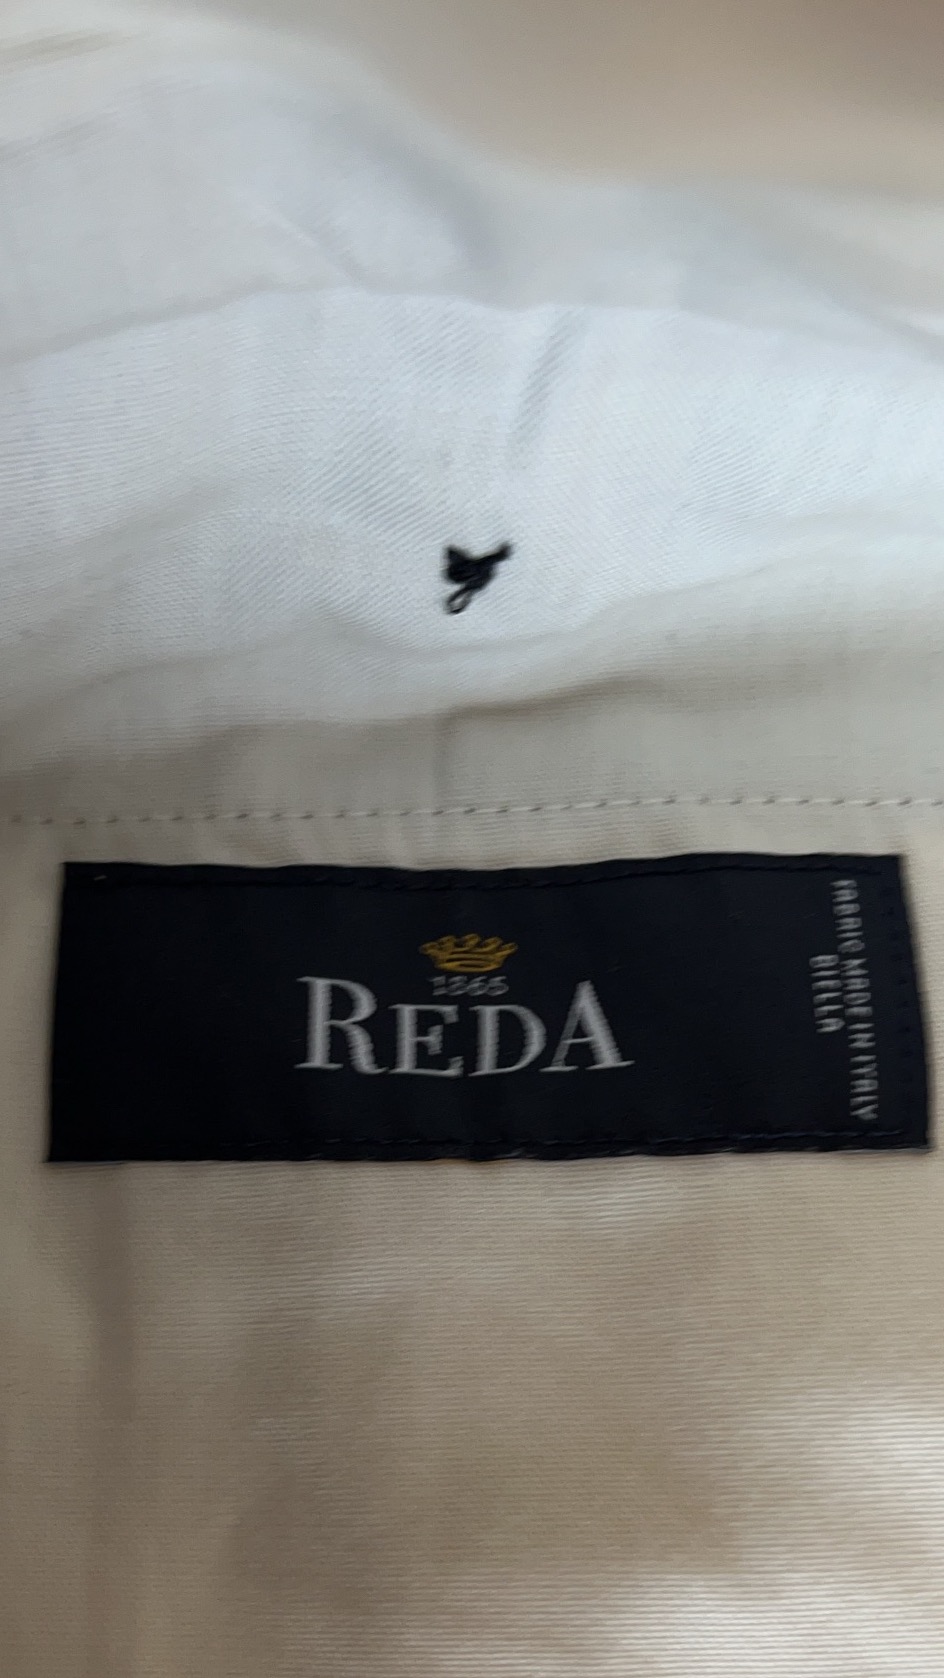 1865
REDA
FABRIC MADE IN ITALY
BIELLA